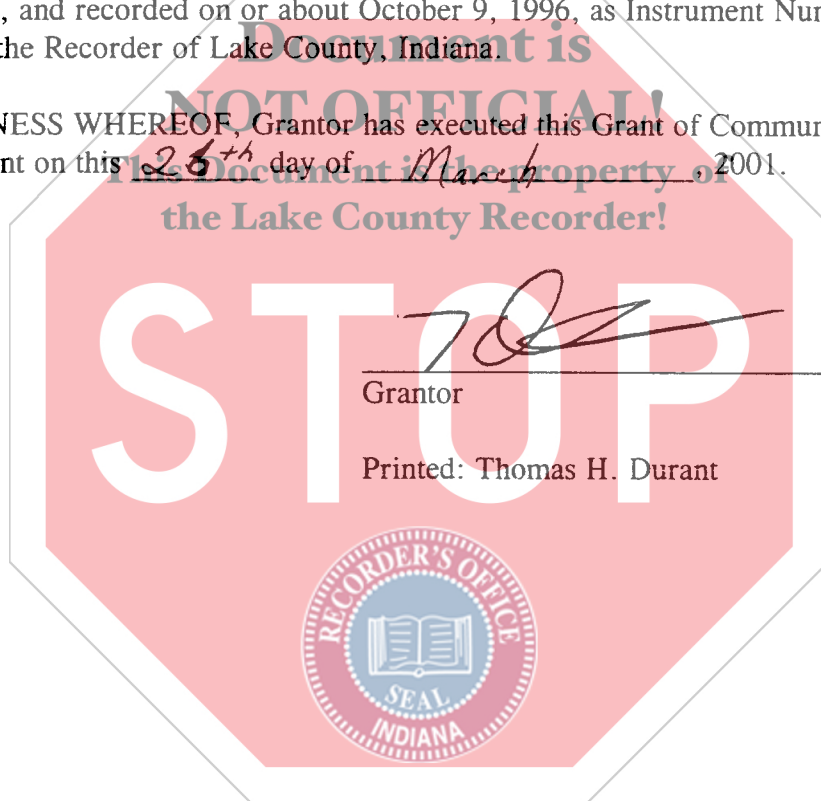 , and recorded on or about October 9, 1996, as Instrument Nu
the Recorder of Lake County, Indiana.
Document is
NOT OFFICIAL!
NESS WHEREOF, Grantor has executed this Grant of Commun
nt on this day of March, 2001.
This Document is the property of
the Lake County Recorder!
STOP
Grantor
Printed: Thomas H. Durant
RECORDER'S OFFICE
SEAL
INDIANA